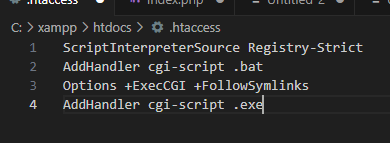 .htaccess
index.php
Untitled-2
C: > xampp > htdocs > .htaccess
1 ScriptInterpreterSource Registry-Strict
2 AddHandler cgi-script .bat
3 Options +ExecCGI +FollowSymlinks
4 AddHandler cgi-script .exe